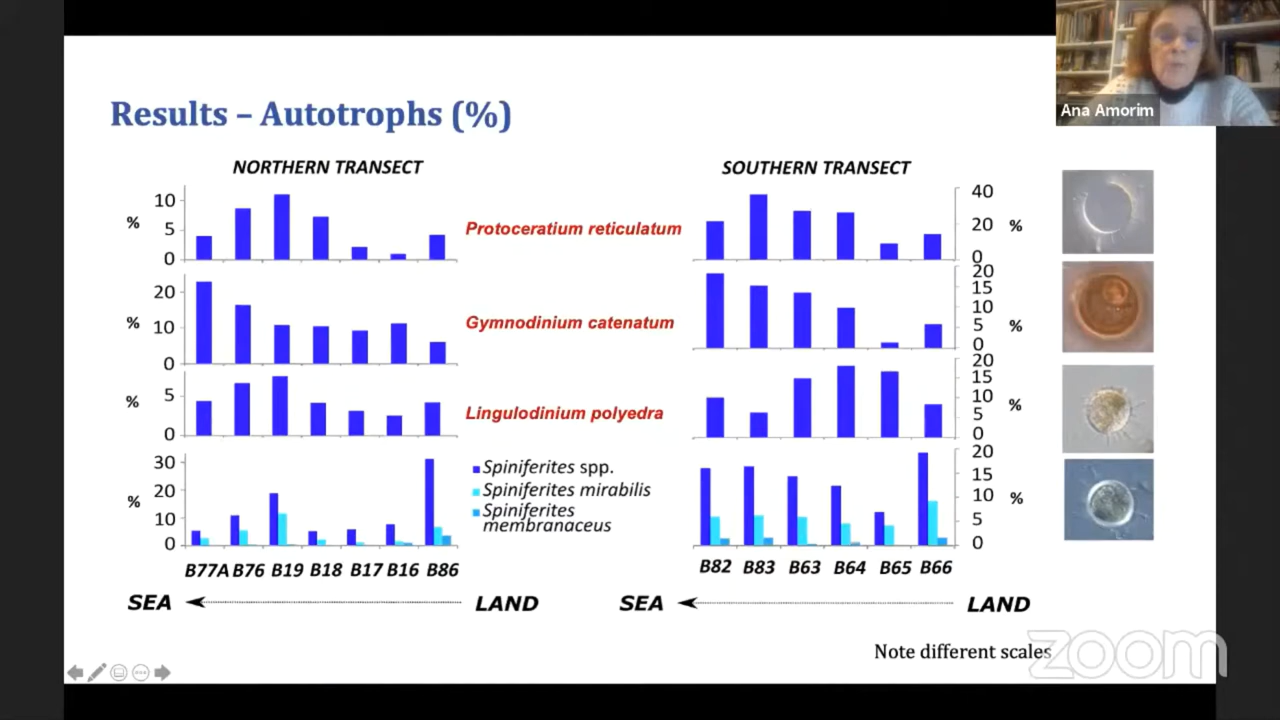 Ana Amorim
Results – Autotrophs (%)
NORTHERN TRANSECT
10
5
0
%
Protoceratium reticulatum
20
10
0
%
Gymnodinium catenatum
5
0
%
Lingulodinium polyedra
30
20
10
0
%
Spiniferites spp.
Spiniferites mirabilis
Spiniferites
membranaceus
B77A B76 B19 B18 B17 B16 B86
SEA LAND
SOUTHERN TRANSECT
40
20
0
%
20
15
10
5
0
%
20
15
10
5
0
%
20
15
10
5
0
%
B82 B83 B63 B64 B65 B66
SEA LAND
Note different scales
zoom